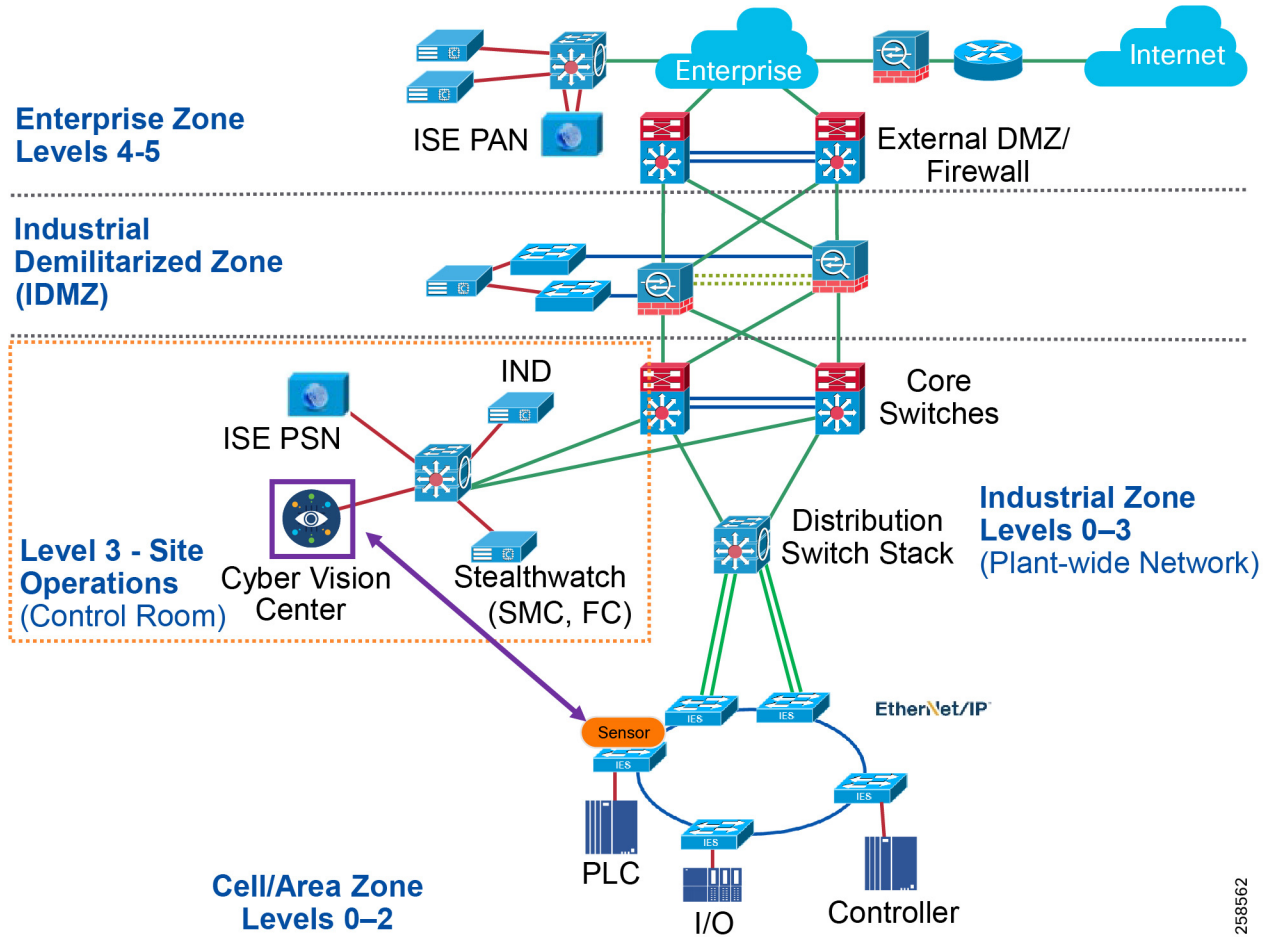 Enterprise
Internet
Enterprise Zone
Levels 4-5
ISE PAN
External DMZ/
Firewall
Industrial
Demilitarized Zone
(IDMZ)
IND
ISE PSN
Core
Switches
Level 3 - Site
Operations
(Control Room)
Cyber Vision
Center
Stealthwatch
(SMC, FC)
Distribution
Switch Stack
Industrial Zone
Levels 0–3
(Plant-wide Network)
EtherNet/IP
Sensor
IES
IES
IES
IES
IES
PLC
I/O
Controller
Cell/Area Zone
Levels 0–2
258562